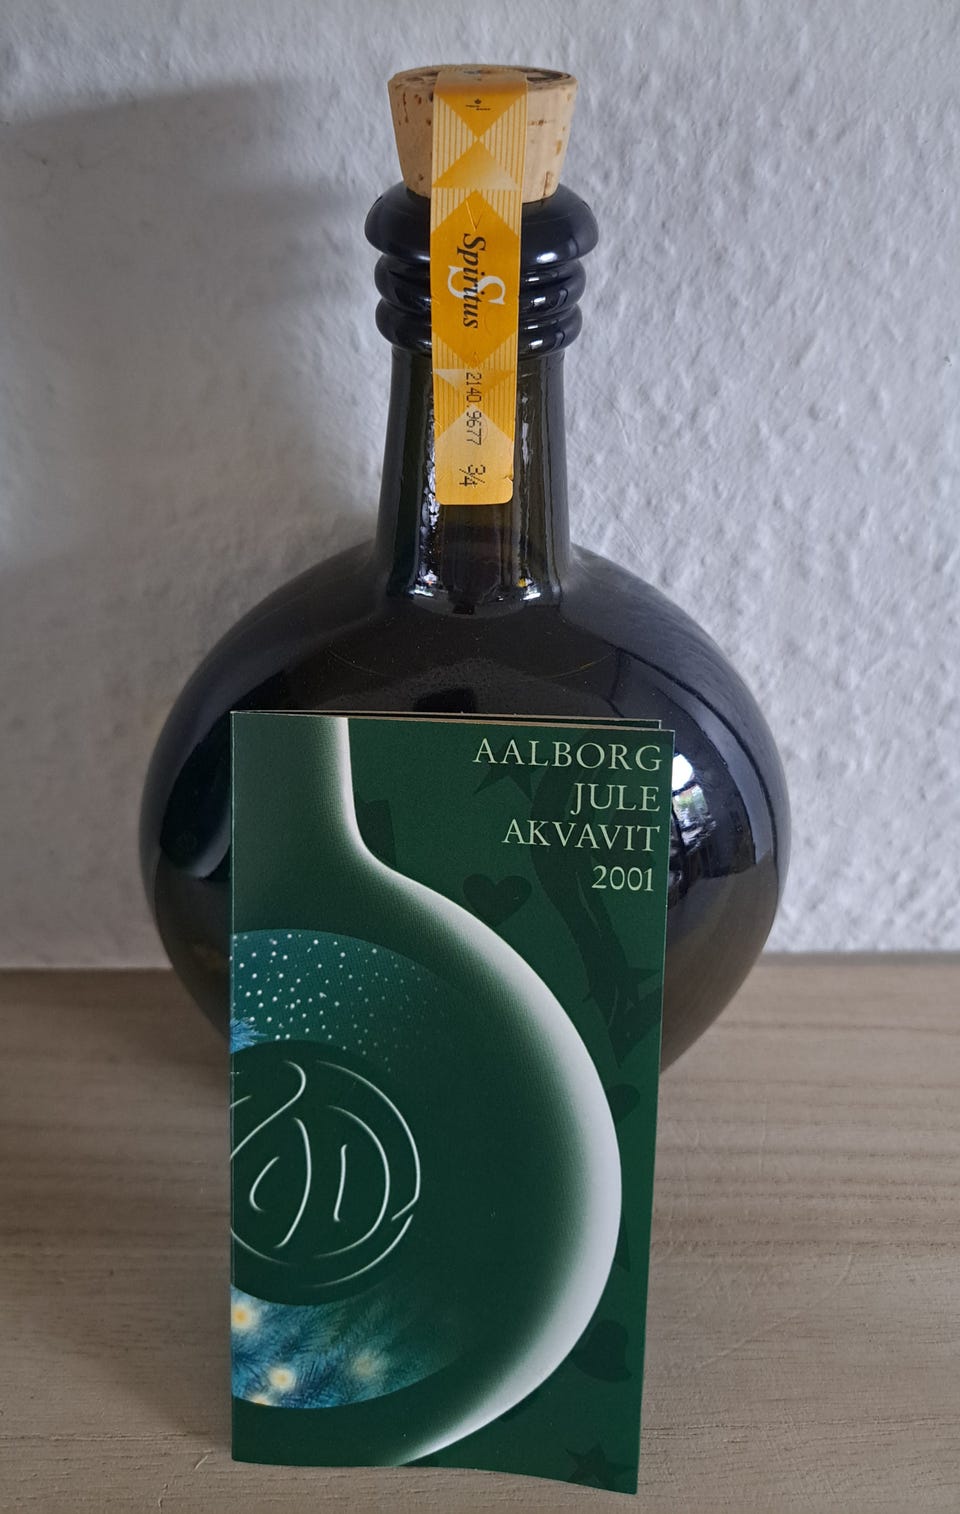 Spiritus
S
2140 9677 3/4
AALBORG
JULE
AKVAVIT
2001